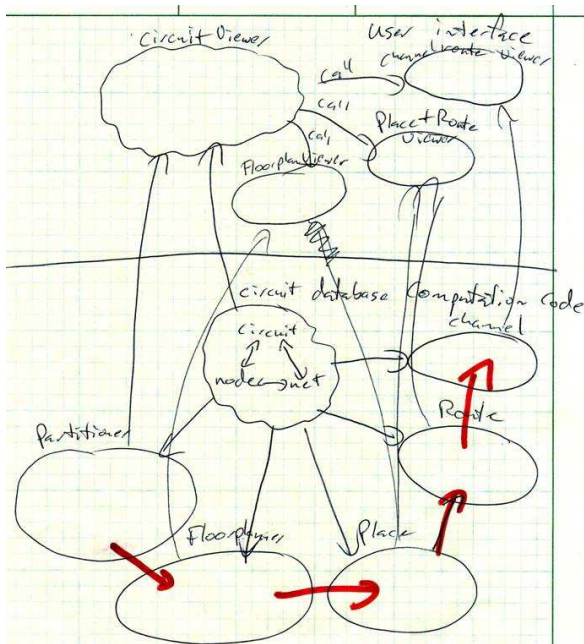 Circuit Viewer
User interface
channel route viewer
call
call
Place+Route
Viewer
call
Floorplan Viewer
circuit database
Computation Code
channel
circuit
node
net
Route
Partitioner
Floorplanner
Place